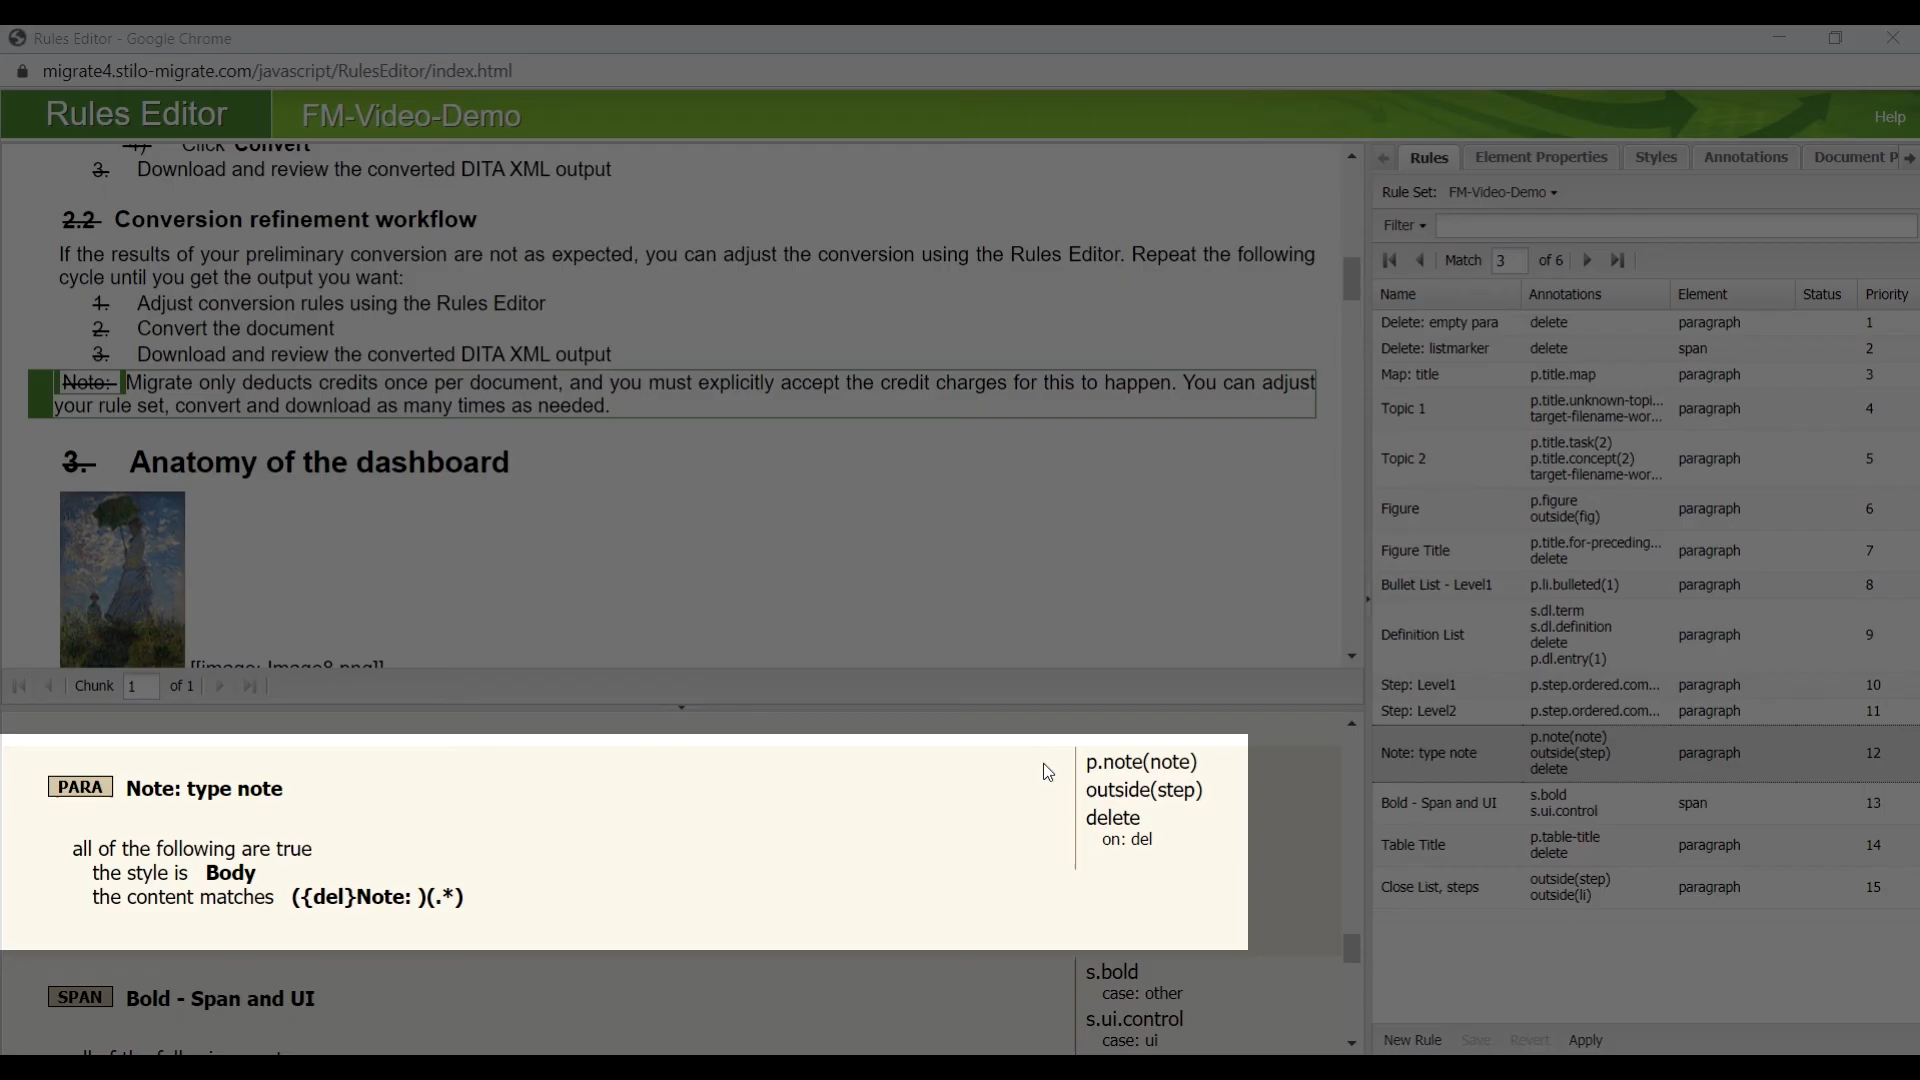 Rules Editor - Google Chrome
migrate4.stilo-migrate.com/javascript/RulesEditor/index.html
Rules Editor
FM-Video-Demo
Help
4) Click Convert
3. Download and review the converted DITA XML output
2.2 Conversion refinement workflow
If the results of your preliminary conversion are not as expected, you can adjust the conversion using the Rules Editor. Repeat the following
cycle until you get the output you want:
1. Adjust conversion rules using the Rules Editor
2. Convert the document
3. Download and review the converted DITA XML output
Note: Migrate only deducts credits once per document, and you must explicitly accept the credit charges for this to happen. You can adjust
your rule set, convert and download as many times as needed.
3. Anatomy of the dashboard
[[image: Image8.png]]
Chunk 1 of 1
PARA Note: type note
all of the following are true
the style is Body
the content matches ({del}Note: )(.*)
p.note(note)
outside(step)
delete
on: del
SPAN Bold - Span and UI
s.bold
case: other
s.ui.control
case: ui
Rules Element Properties Styles Annotations Document P
Rule Set: FM-Video-Demo
Filter
Match 3 of 6
Name Annotations Element Status Priority
Delete: empty para delete paragraph 1
Delete: listmarker delete span 2
Map: title p.title.map paragraph 3
Topic 1 p.title.unknown-topi... target-filename-wor... paragraph 4
Topic 2 p.title.task(2) p.title.concept(2) target-filename-wor... paragraph 5
Figure p.figure outside(fig) paragraph 6
Figure Title p.title.for-preceding... delete paragraph 7
Bullet List - Level1 p.li.bulleted(1) paragraph 8
Definition List s.dl.term s.dl.definition delete p.dl.entry(1) paragraph 9
Step: Level1 p.step.ordered.com... paragraph 10
Step: Level2 p.step.ordered.com... paragraph 11
Note: type note p.note(note) outside(step) delete paragraph 12
Bold - Span and UI s.bold s.ui.control span 13
Table Title p.table-title delete paragraph 14
Close List, steps outside(step) outside(li) paragraph 15
New Rule Save Revert Apply